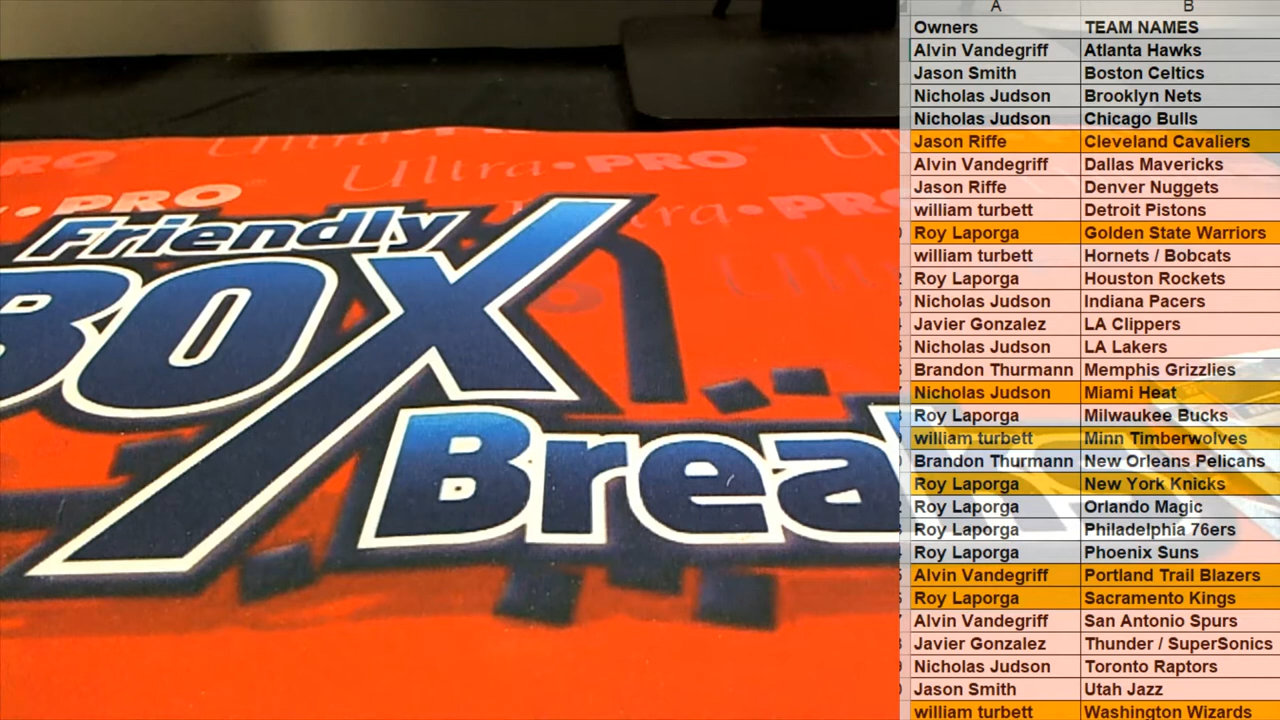 Ultra•PRO
PRO
Ultra•PRO
•PRO
ra•PRO
Ul
Friendly
BOX
Brea
A B
Owners TEAM NAMES
Alvin Vandegriff Atlanta Hawks
Jason Smith Boston Celtics
Nicholas Judson Brooklyn Nets
Nicholas Judson Chicago Bulls
Jason Riffe Cleveland Cavaliers
Alvin Vandegriff Dallas Mavericks
Jason Riffe Denver Nuggets
william turbett Detroit Pistons
Roy Laporga Golden State Warriors
william turbett Hornets / Bobcats
Roy Laporga Houston Rockets
Nicholas Judson Indiana Pacers
Javier Gonzalez LA Clippers
Nicholas Judson LA Lakers
Brandon Thurmann Memphis Grizzlies
Nicholas Judson Miami Heat
Roy Laporga Milwaukee Bucks
william turbett Minn Timberwolves
Brandon Thurmann New Orleans Pelicans
Roy Laporga New York Knicks
Roy Laporga Orlando Magic
Roy Laporga Philadelphia 76ers
Roy Laporga Phoenix Suns
Alvin Vandegriff Portland Trail Blazers
Roy Laporga Sacramento Kings
Alvin Vandegriff San Antonio Spurs
Javier Gonzalez Thunder / SuperSonics
Nicholas Judson Toronto Raptors
Jason Smith Utah Jazz
william turbett Washington Wizards